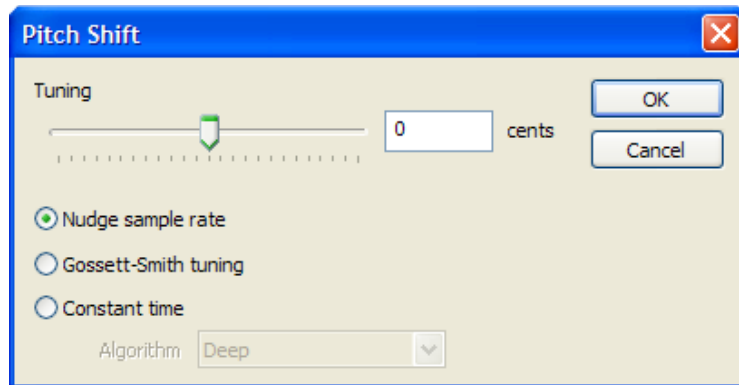 Pitch Shift
Tuning
0 cents
OK
Cancel
Nudge sample rate
Gossett-Smith tuning
Constant time
Algorithm Deep